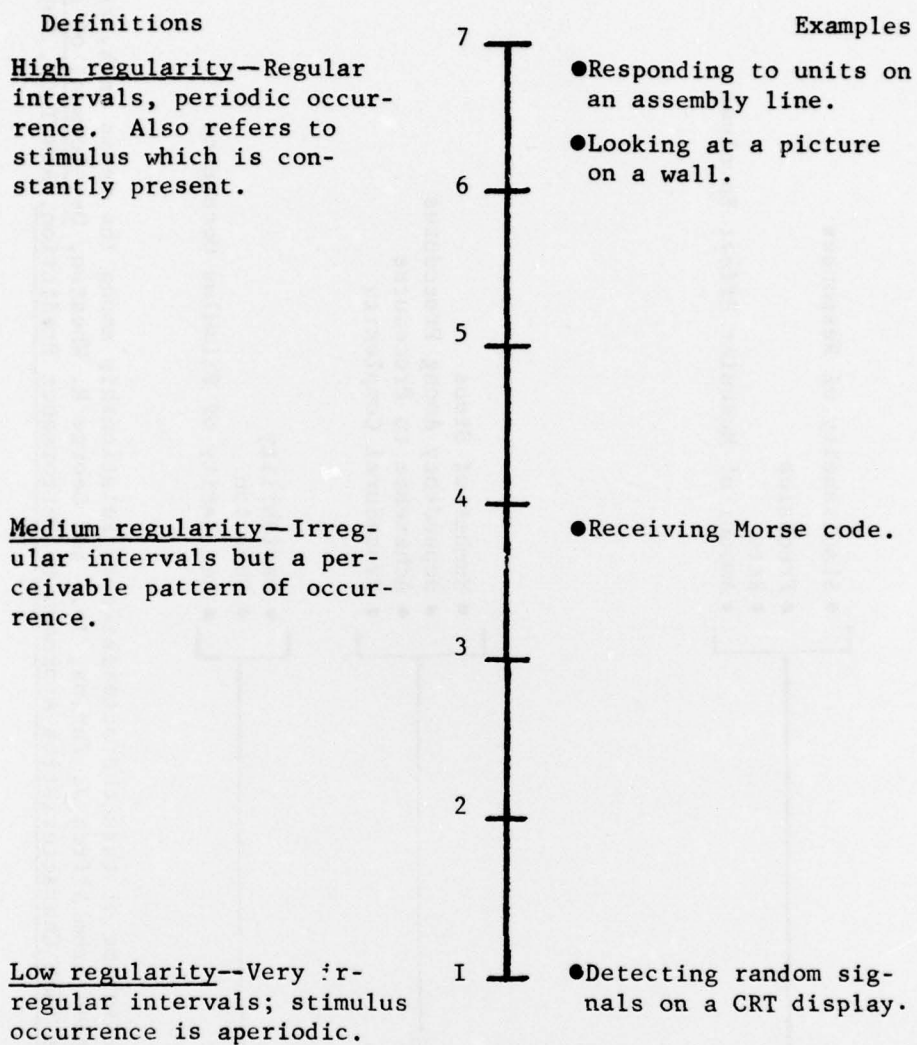 Definitions
Examples
7
High regularity—Regular
intervals, periodic occur-
rence. Also refers to
stimulus which is con-
stantly present.
●Responding to units on
an assembly line.
●Looking at a picture
on a wall.
6
5
4
Medium regularity—Irreg-
ular intervals but a per-
ceivable pattern of occur-
rence.
●Receiving Morse code.
3
2
Low regularity--Very ir-
regular intervals; stimulus
occurrence is aperiodic.
I
●Detecting random sig-
nals on a CRT display.